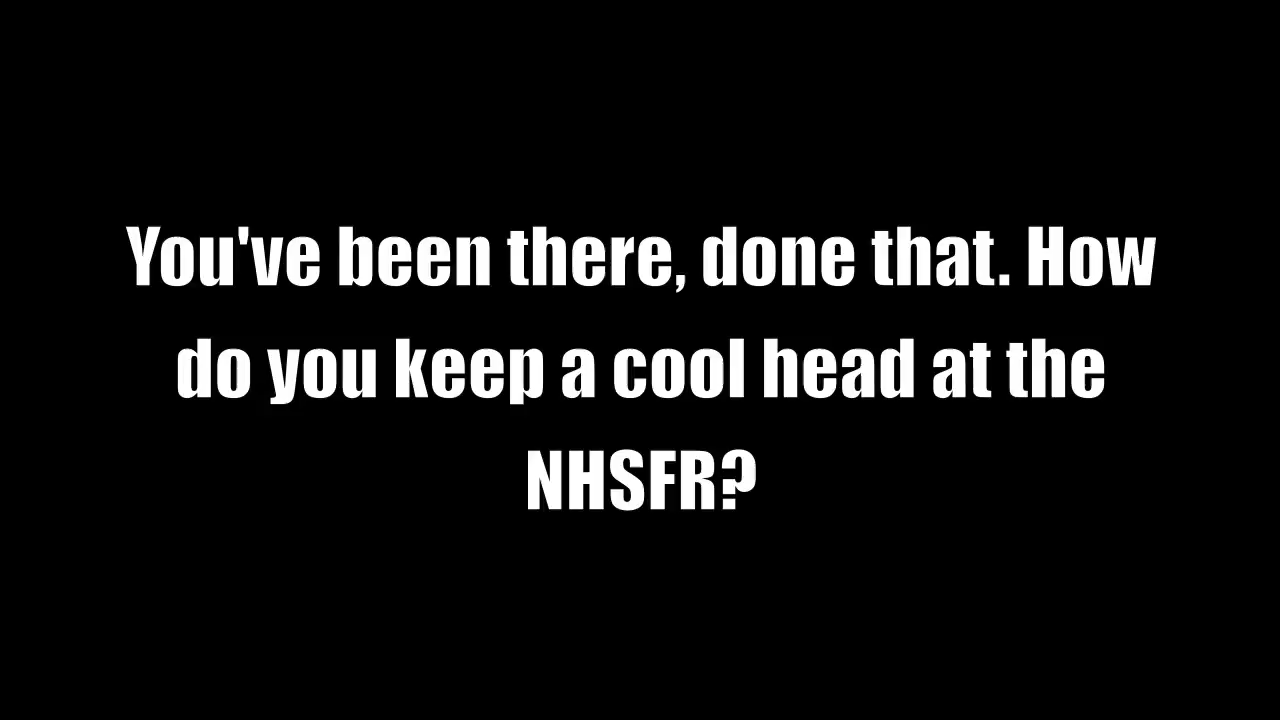 You've been there, done that. How
do you keep a cool head at the
NHSFR?